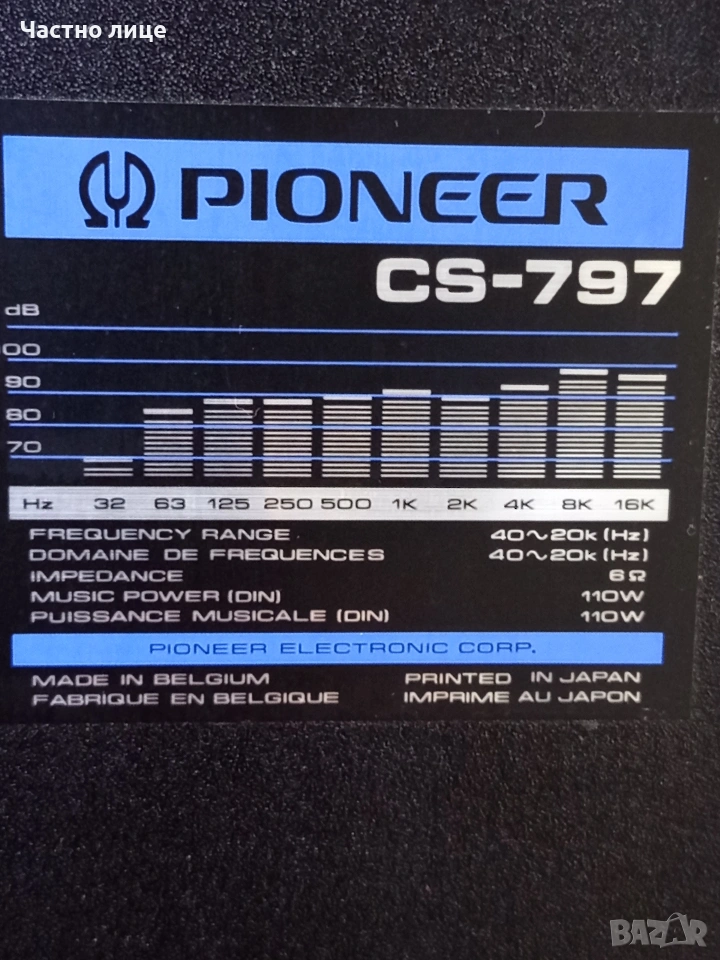 Частно лице
PIONEER
CS-797
dB
00
90
80
70
Hz 32 63 125 250 500 1K 2K 4K 8K 16K
FREQUENCY RANGE 40~20k (Hz)
DOMAINE DE FREQUENCES 40~20k (Hz)
IMPEDANCE 6Ω
MUSIC POWER (DIN) 110W
PUISSANCE MUSICALE (DIN) 110W
PIONEER ELECTRONIC CORP.
MADE IN BELGIUM PRINTED IN JAPAN
FABRIQUE EN BELGIQUE IMPRIME AU JAPON
BAZAR